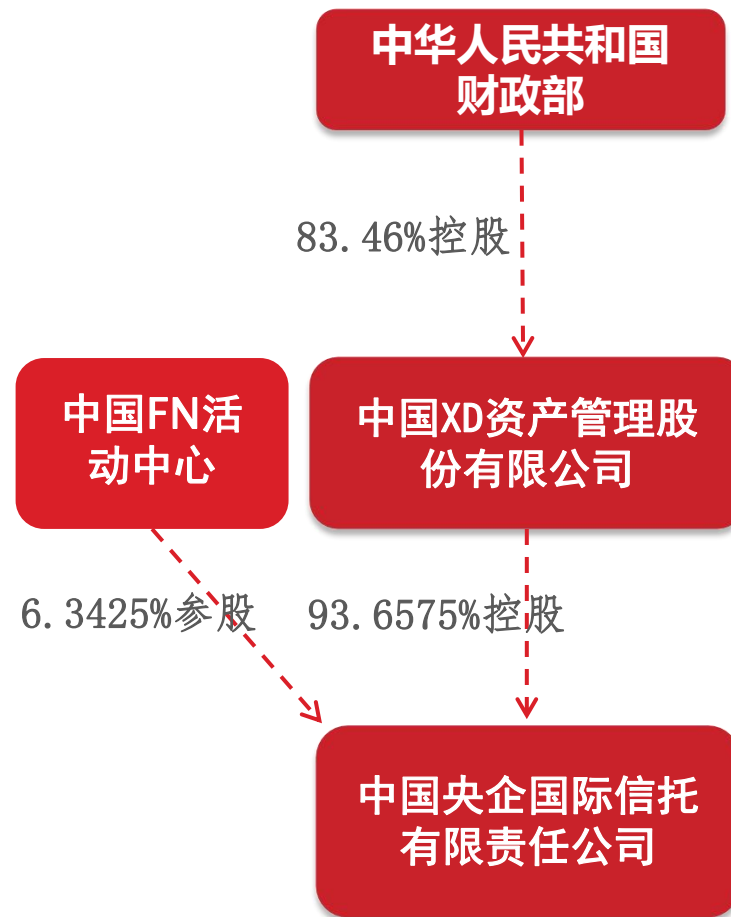 中华人民共和国
财政部
83.46%控股
中国FN活
动中心
中国XD资产管理股
份有限公司
6.3425%参股
93.6575%控股
中国央企国际信托
有限责任公司